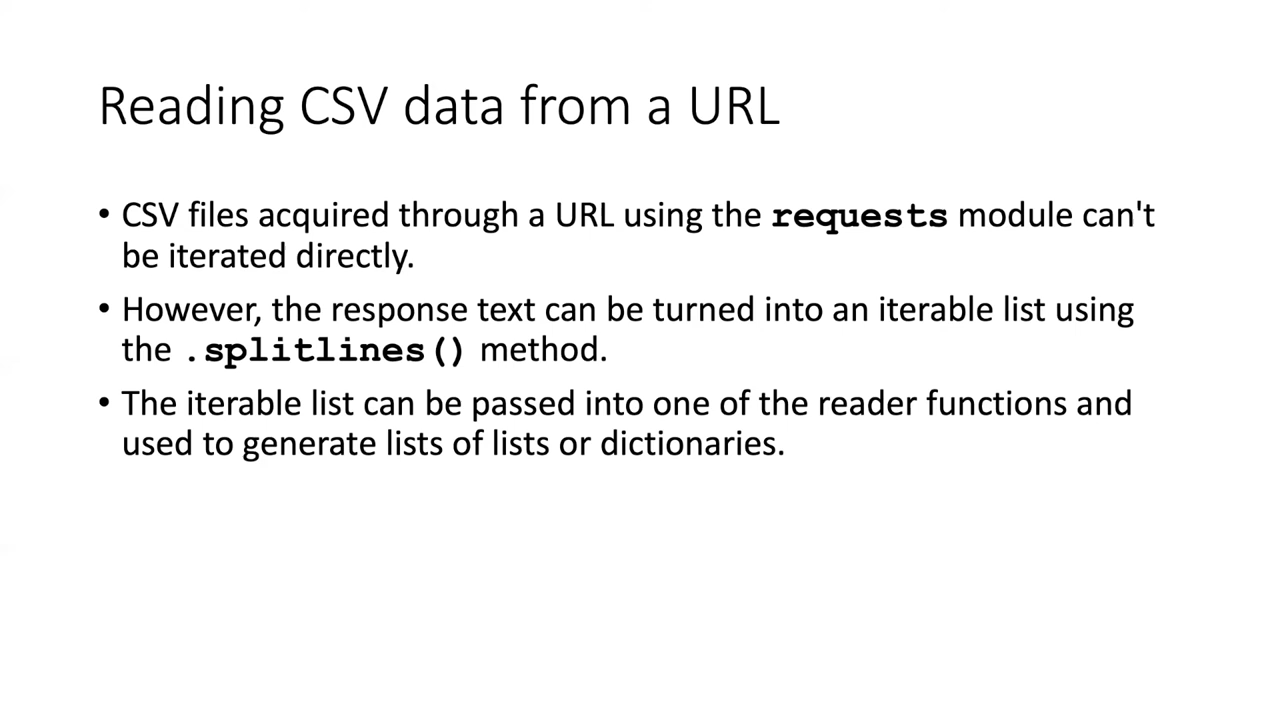 Reading CSV data from a URL
• CSV files acquired through a URL using the requests module can't
be iterated directly.
• However, the response text can be turned into an iterable list using
the .splitlines() method.
• The iterable list can be passed into one of the reader functions and
used to generate lists of lists or dictionaries.